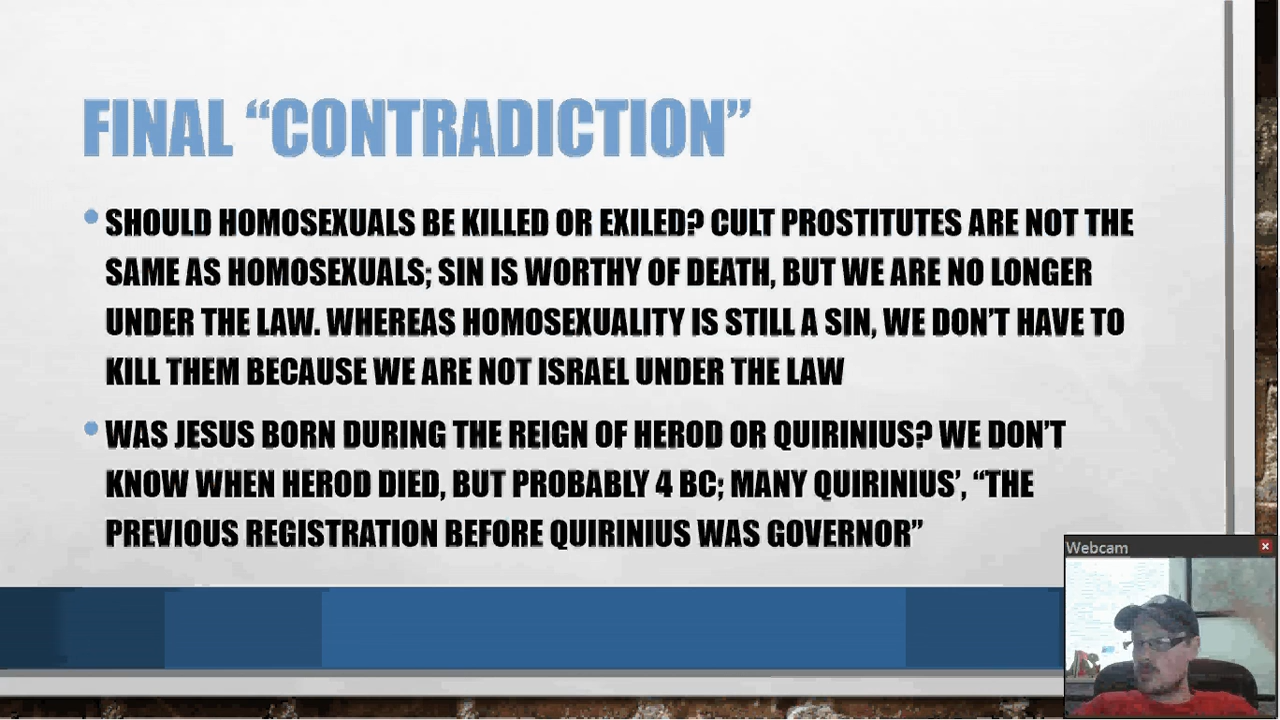 FINAL “CONTRADICTION”
SHOULD HOMOSEXUALS BE KILLED OR EXILED? CULT PROSTITUTES ARE NOT THE
SAME AS HOMOSEXUALS; SIN IS WORTHY OF DEATH, BUT WE ARE NO LONGER
UNDER THE LAW. WHEREAS HOMOSEXUALITY IS STILL A SIN, WE DON’T HAVE TO
KILL THEM BECAUSE WE ARE NOT ISRAEL UNDER THE LAW
WAS JESUS BORN DURING THE REIGN OF HEROD OR QUIRINIUS? WE DON’T
KNOW WHEN HEROD DIED, BUT PROBABLY 4 BC; MANY QUIRINIUS’, “THE
PREVIOUS REGISTRATION BEFORE QUIRINIUS WAS GOVERNOR”
Webcam